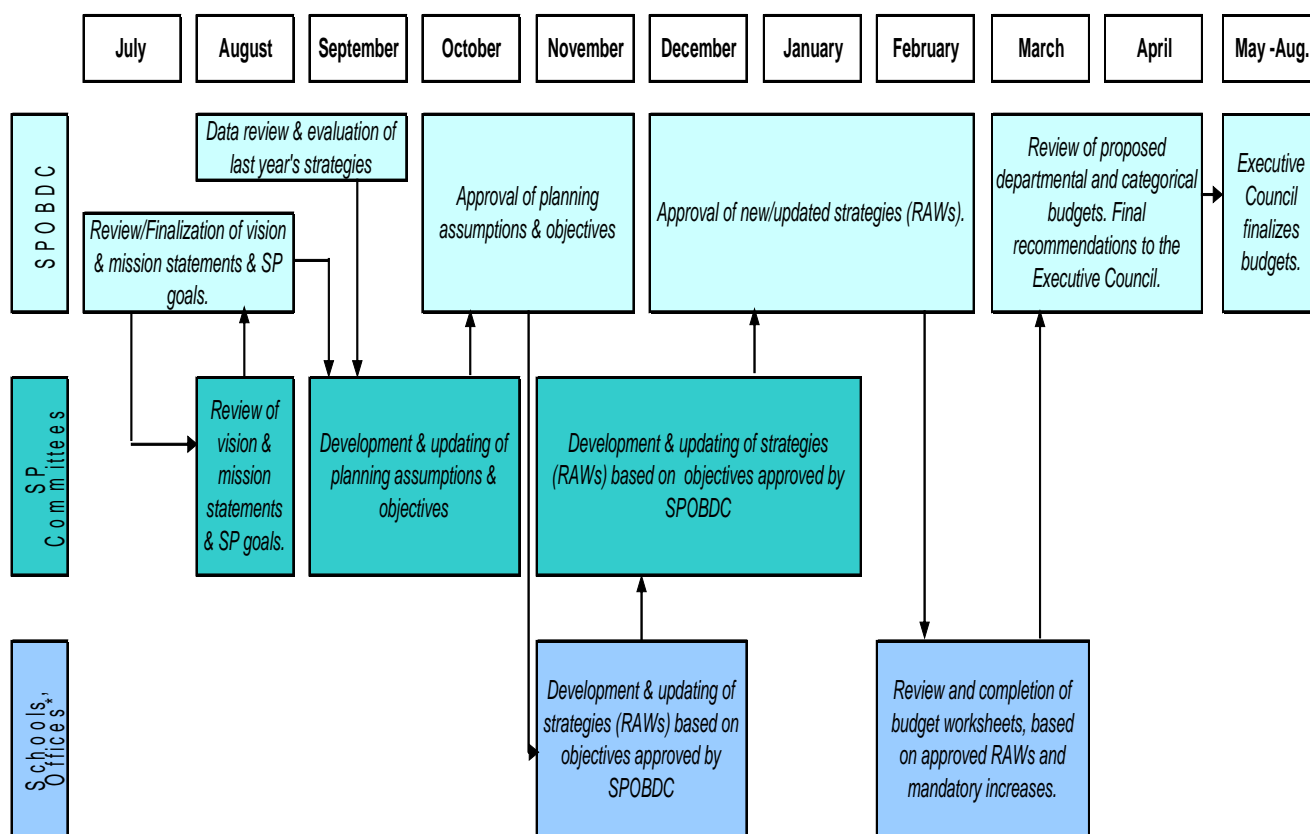 July
August
September
October
November
December
January
February
March
April
May -Aug.
SPOBDC
Data review & evaluation of
last year's strategies
Review/Finalization of vision
& mission statements & SP
goals.
Approval of planning
assumptions & objectives
Approval of new/updated strategies (RAWs).
Review of proposed
departmental and categorical
budgets. Final
recommendations to the
Executive Council.
Executive
Council
finalizes
budgets.
SP
Committees
Review of
vision &
mission
statements
& SP goals.
Development & updating of
planning assumptions &
objectives
Development & updating of strategies
(RAWs) based on objectives approved by
SPOBDC
Schools,
Offices*,
Development & updating of
strategies (RAWs) based on
objectives approved by
SPOBDC
Review and completion of
budget worksheets, based
on approved RAWs and
mandatory increases.